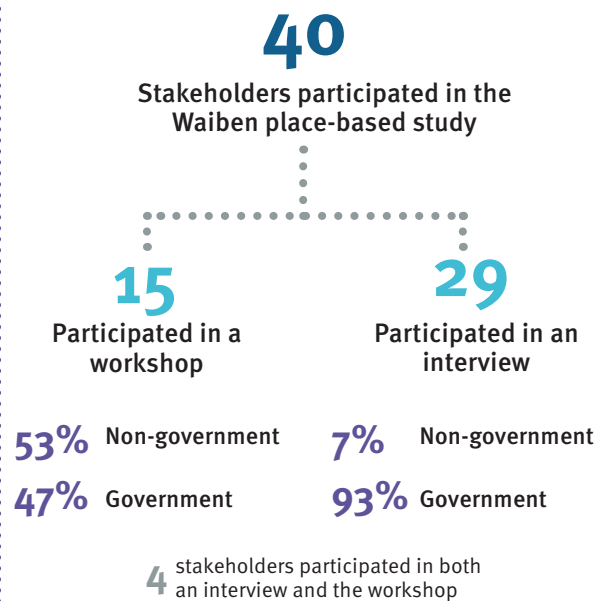 40
Stakeholders participated in the
Waiben place-based study
15
Participated in a
workshop
53% Non-government
47% Government
29
Participated in an
interview
7% Non-government
93% Government
4 stakeholders participated in both
an interview and the workshop